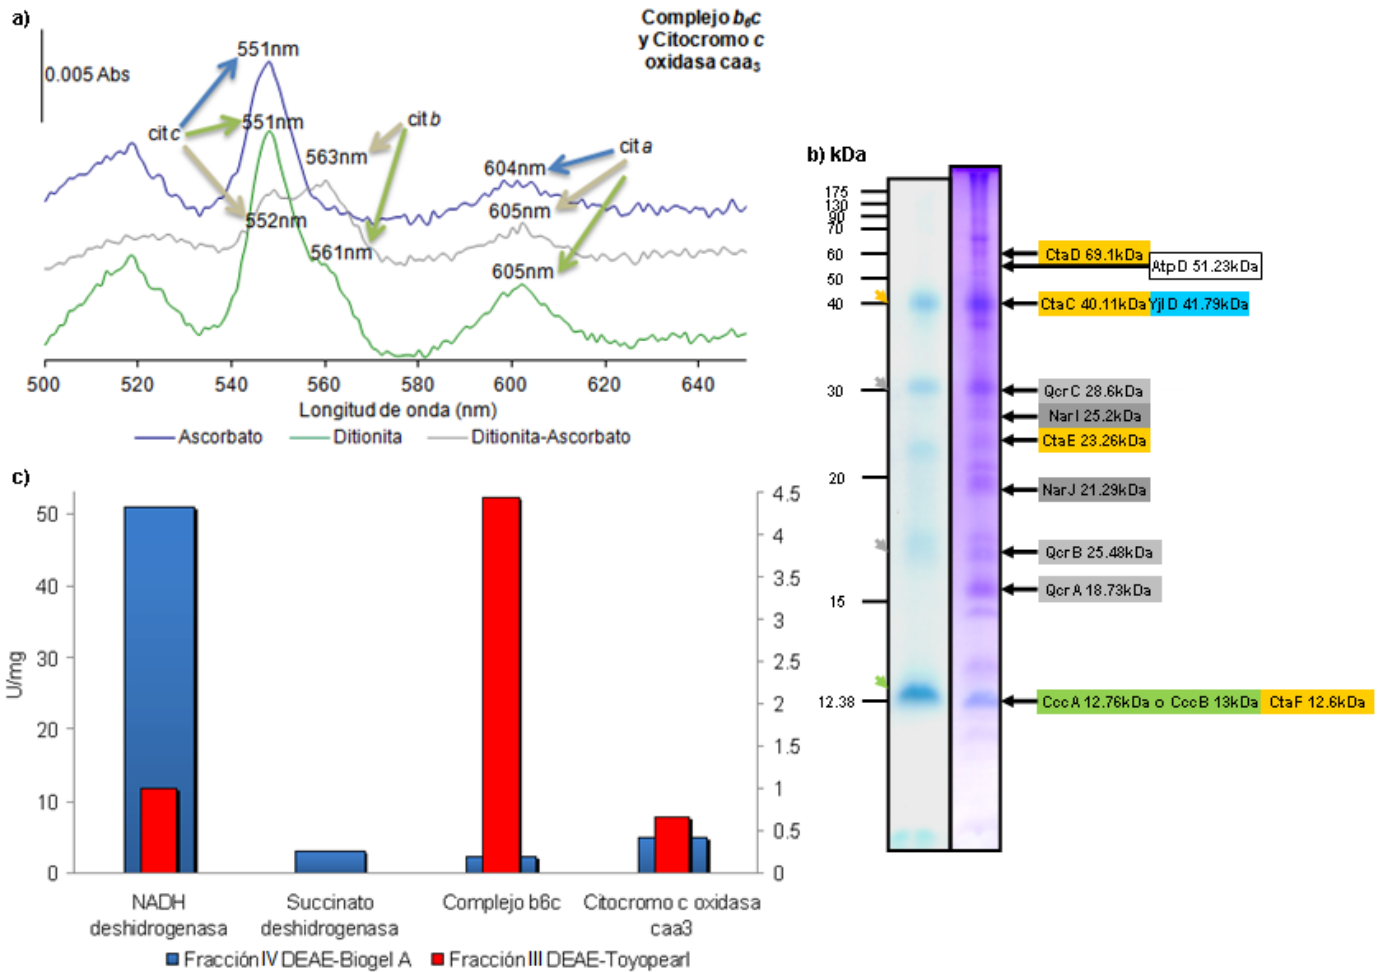 a)
Complejo b6c
y Citocromo c
oxidasa caa3
0.005 Abs
551nm
cit c
551nm
cit b
563nm
cit a
604nm
552nm
605nm
561nm
605nm
500 520 540 560 580 600 620 640
Longitud de onda (nm)
Ascorbato Ditionita Ditionita-Ascorbato
b) kDa
175
130
90
70
60
50
40
30
20
15
12.38
CtaD 69.1kDa
AtpD 51.23kDa
CtaC 40.11kDa YjlD 41.79kDa
QcrC 28.6kDa
NarI 25.2kDa
CtaE 23.26kDa
NarJ 21.29kDa
QcrB 25.48kDa
QcrA 18.73kDa
CccA 12.76kDa o CccB 13kDa CtaF 12.6kDa
c)
U/mg
50
40
30
20
10
0
4.5
4
3.5
3
2.5
2
1.5
1
0.5
0
NADH
deshidrogenasa
Succinato
deshidrogenasa
Complejo b6c
Citocromo c oxidasa
caa3
Fracción IV DEAE-Biogel A Fracción III DEAE-Toyopearl